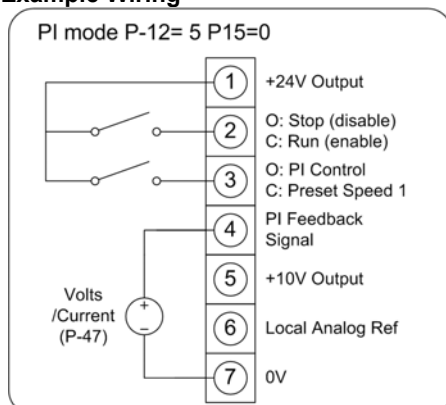 Example Wiring
PI mode P-12= 5 P15=0
1 +24V Output
2 O: Stop (disable)
C: Run (enable)
3 O: PI Control
C: Preset Speed 1
4 PI Feedback
Signal
5 +10V Output
Volts
/Current
(P-47)
+
−
6 Local Analog Ref
7 0V